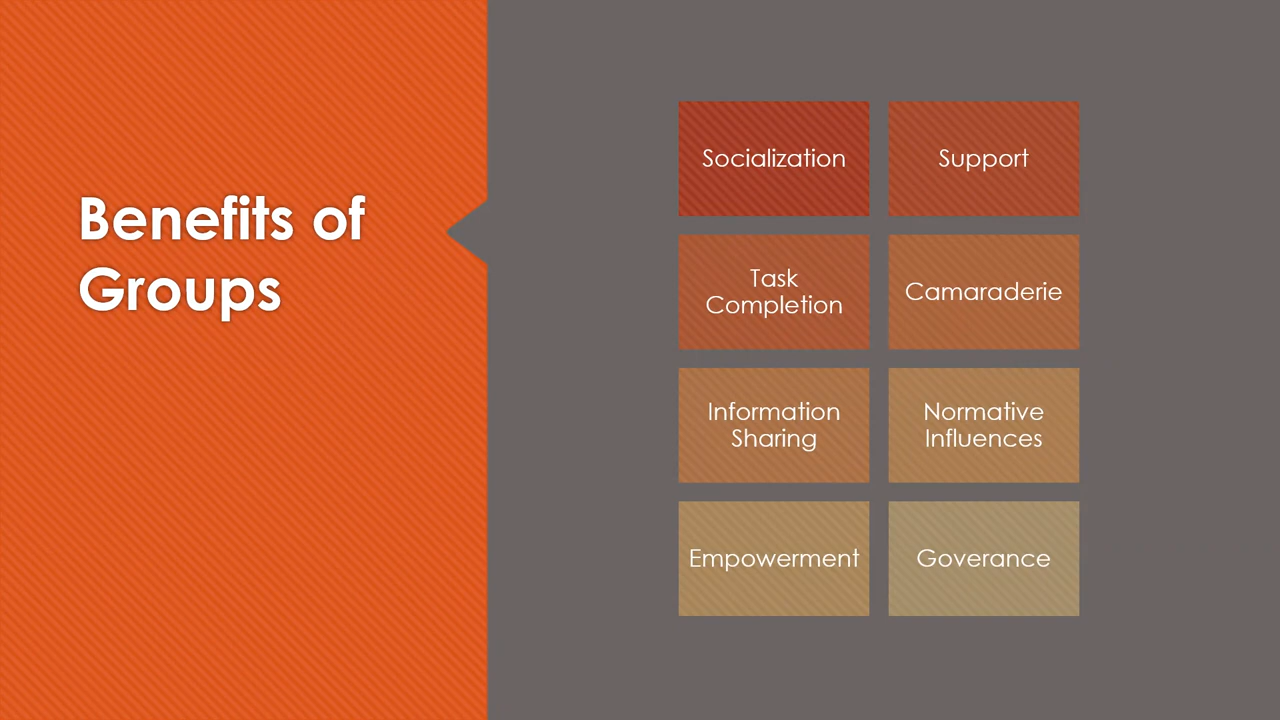 Benefits of
Groups
Socialization
Support
Task
Completion
Camaraderie
Information
Sharing
Normative
Influences
Empowerment
Goverance